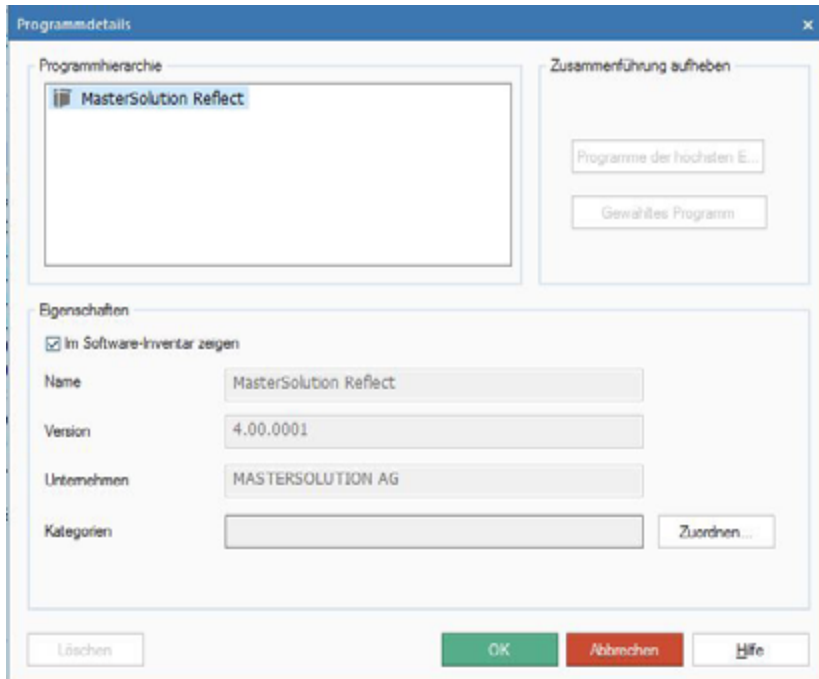 Programmdetails
Programmhierarchie
MasterSolution Reflect
Zusammenführung aufheben
Programme der höchsten E...
Gewähltes Programm
Eigenschaften
Im Software-Inventar zeigen
Name
MasterSolution Reflect
Version
4.00.0001
Unternehmen
MASTERSOLUTION AG
Kategorien
Zuordnen...
Löschen
OK
Abbrechen
Hilfe